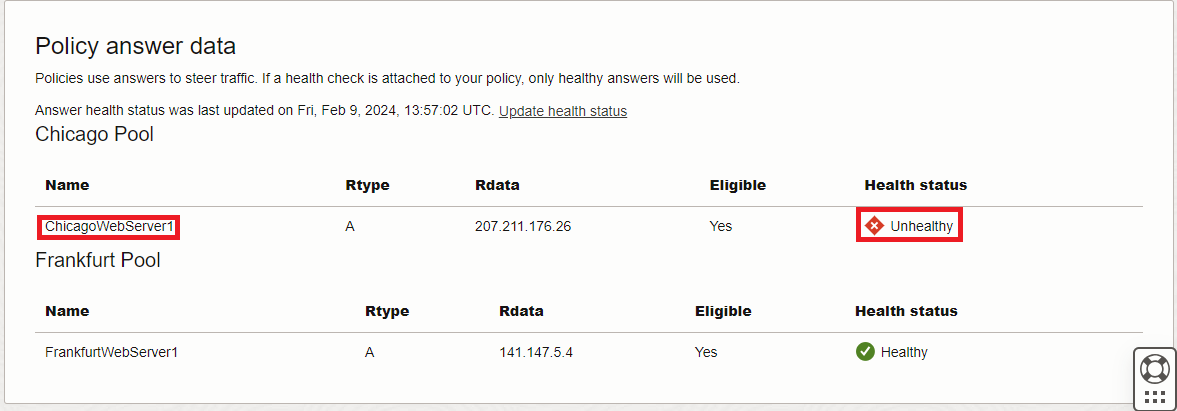 Policy answer data
Policies use answers to steer traffic. If a health check is attached to your policy, only healthy answers will be used.
Answer health status was last updated on Fri, Feb 9, 2024, 13:57:02 UTC. Update health status
Chicago Pool
Name Rtype Rdata Eligible Health status
ChicagoWebServer1 A 207.211.176.26 Yes Unhealthy
Frankfurt Pool
Name Rtype Rdata Eligible Health status
FrankfurtWebServer1 A 141.147.5.4 Yes Healthy